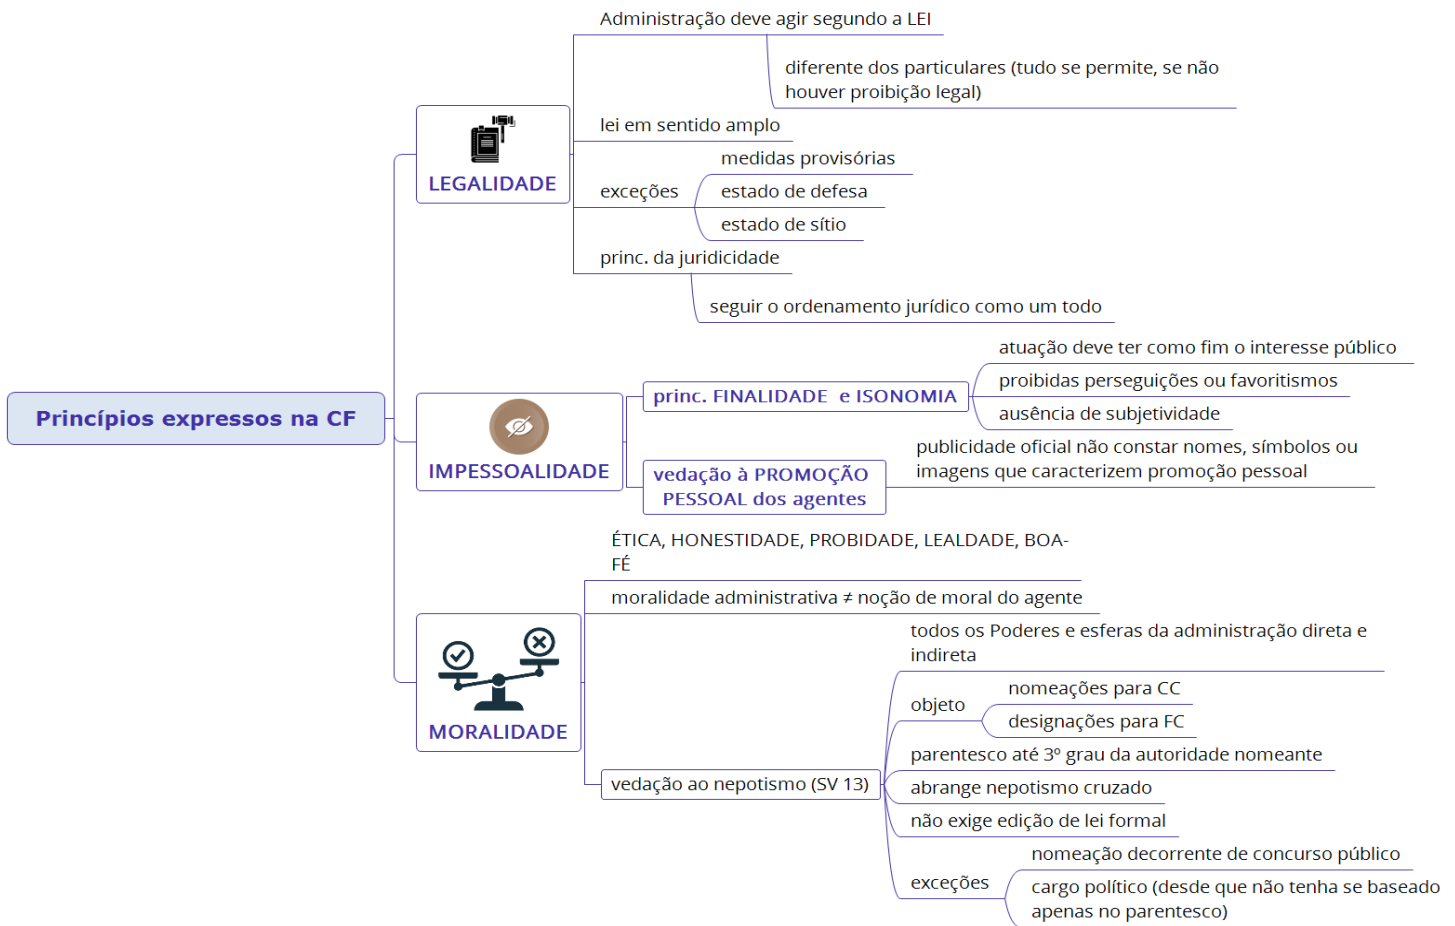 Princípios expressos na CF
LEGALIDADE
Administração deve agir segundo a LEI
diferente dos particulares (tudo se permite, se não
houver proibição legal)
lei em sentido amplo
exceções
medidas provisórias
estado de defesa
estado de sítio
princ. da juridicidade
seguir o ordenamento jurídico como um todo
IMPESSOALIDADE
princ. FINALIDADE e ISONOMIA
atuação deve ter como fim o interesse público
proibidas perseguições ou favoritismos
ausência de subjetividade
vedação à PROMOÇÃO
PESSOAL dos agentes
publicidade oficial não constar nomes, símbolos ou
imagens que caracterizem promoção pessoal
MORALIDADE
ÉTICA, HONESTIDADE, PROBIDADE, LEALDADE, BOA-
FÉ
moralidade administrativa ≠ noção de moral do agente
vedação ao nepotismo (SV 13)
todos os Poderes e esferas da administração direta e
indireta
objeto
nomeações para CC
designações para FC
parentesco até 3º grau da autoridade nomeante
abrange nepotismo cruzado
não exige edição de lei formal
exceções
nomeação decorrente de concurso público
cargo político (desde que não tenha se baseado
apenas no parentesco)